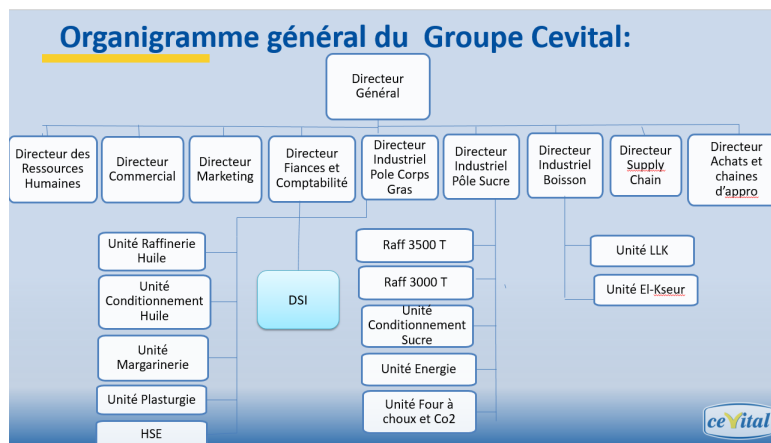 Organigramme général du Groupe Cevital:
Directeur
Général
Directeur des
Ressources
Humaines
Directeur
Commercial
Directeur
Marketing
Directeur
Fiances et
Comptabilité
Directeur
Industriel
Pole Corps
Gras
Directeur
Industriel
Pôle Sucre
Directeur
Industriel
Boisson
Directeur
Supply
Chain
Directeur
Achats et
chaines
d'appro
Unité Raffinerie
Huile
Unité
Conditionnement
Huile
Unité
Margarinerie
Unité Plasturgie
HSE
DSI
Raff 3500 T
Raff 3000 T
Unité
Conditionnement
Sucre
Unité Energie
Unité Four à
choux et Co2
Unité LLK
Unité El-Kseur
cevital